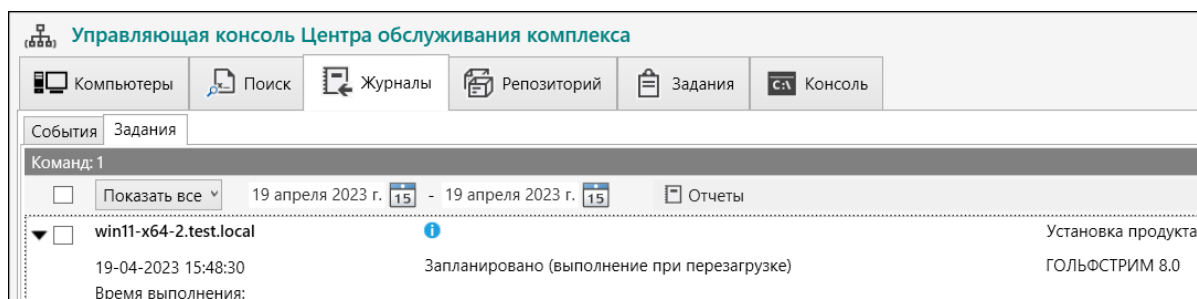 Управляющая консоль Центра обслуживания комплекса
Компьютеры Поиск Журналы Репозиторий C:\ Задания Консоль
События Задания
Команд: 1
Показать все 19 апреля 2023 г. 15 - 19 апреля 2023 г. 15 Отчеты
win11-x64-2.test.local Установка продукта
19-04-2023 15:48:30 Запланировано (выполнение при перезагрузке) ГОЛЬФСТРИМ 8.0
Время выполнения: